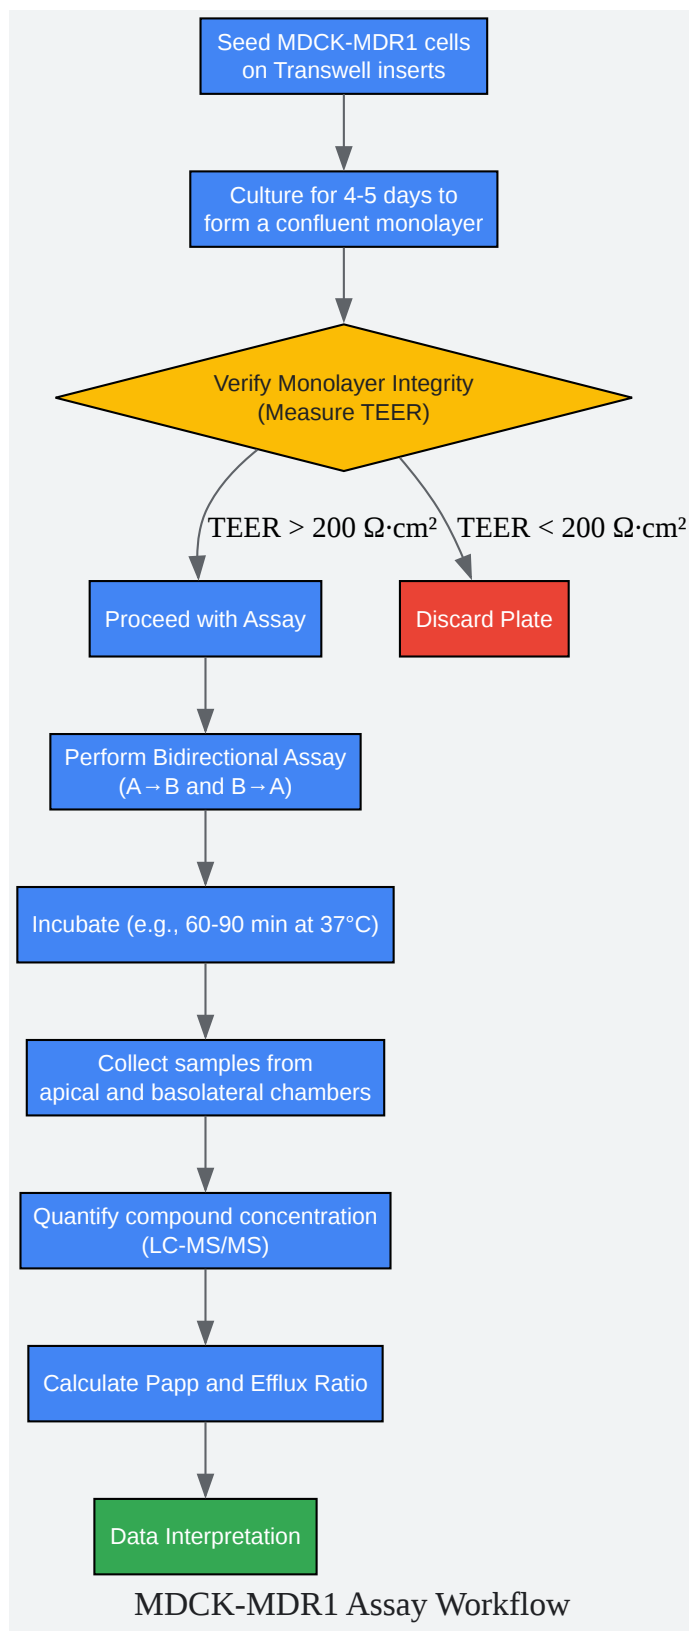 Seed MDCK-MDR1 cells
on Transwell inserts
Culture for 4-5 days to
form a confluent monolayer
Verify Monolayer Integrity
(Measure TEER)
TEER > 200 Ω·cm²
TEER < 200 Ω·cm²
Proceed with Assay
Discard Plate
Perform Bidirectional Assay
(A→B and B→A)
Incubate (e.g., 60-90 min at 37°C)
Collect samples from
apical and basolateral chambers
Quantify compound concentration
(LC-MS/MS)
Calculate Papp and Efflux Ratio
Data Interpretation
MDCK-MDR1 Assay Workflow